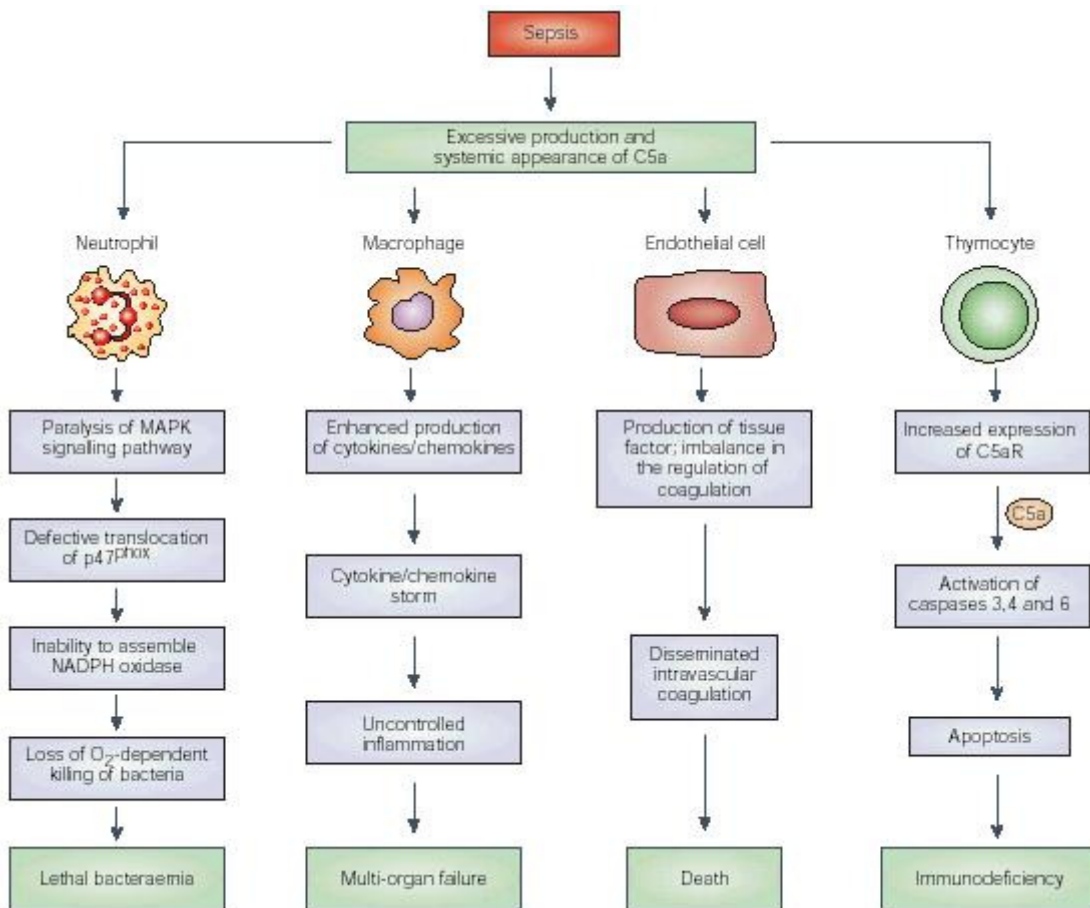 Sepsis
Excessive production and
systemic appearance of C5a
Neutrophil
Paralysis of MAPK
signalling pathway
Defective translocation
of p47phox
Inability to assemble
NADPH oxidase
Loss of O2-dependent
killing of bacteria
Lethal bacteraemia
Macrophage
Enhanced production
of cytokines/chemokines
Cytokine/chemokine
storm
Uncontrolled
inflammation
Multi-organ failure
Endothelial cell
Production of tissue
factor; imbalance in
the regulation of
coagulation
Disseminated
intravascular
coagulation
Death
Thymocyte
Increased expression
of C5aR
C5a
Activation of
caspases 3,4 and 6
Apoptosis
Immunodeficiency